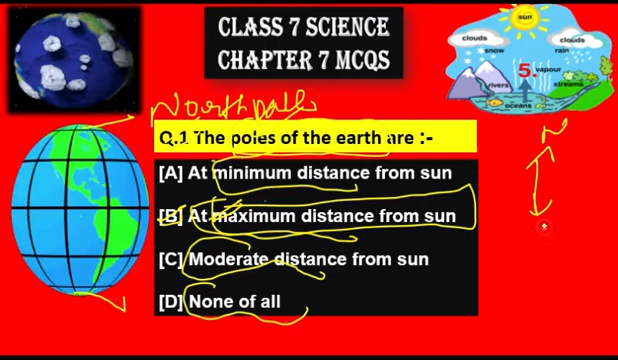 CLASS 7 SCIENCE
CHAPTER 7 MCQS
sun
clouds
clouds
snow
rain
5.
vapour
rivers
streams
oceans
North pole
Q.1 The poles of the earth are :-
[A] At minimum distance from sun
[B] At maximum distance from sun
[C] Moderate distance from sun
[D] None of all
N